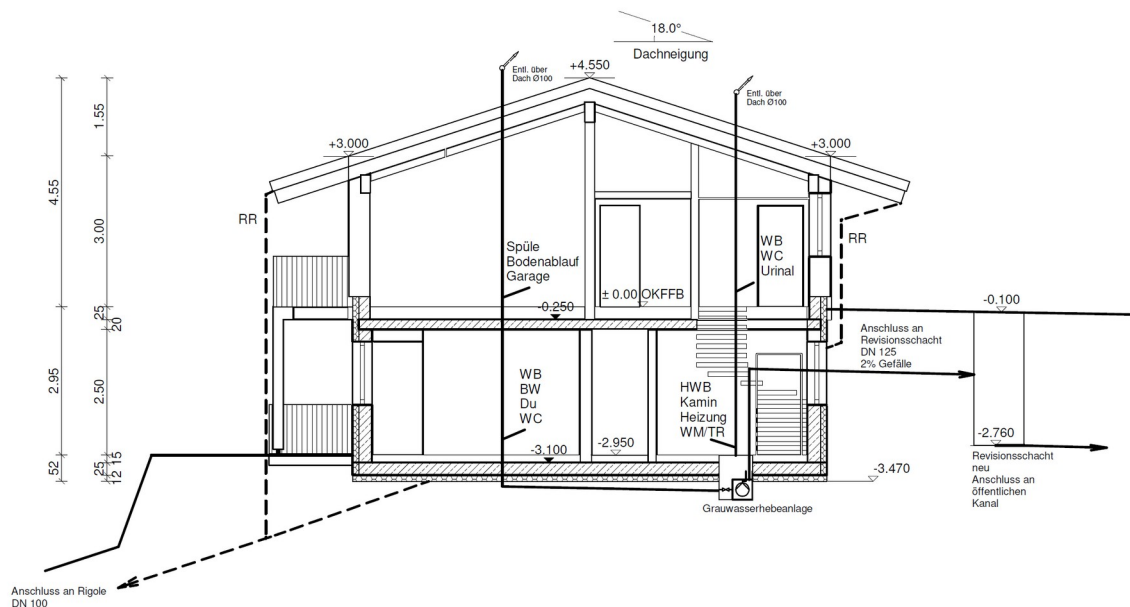 18.0°
Dachneigung
+4.550
Entl. über
Dach Ø100
Entl. über
Dach Ø100
1.55
4.55
+3.000
+3.000
3.00
RR
RR
Spüle
Bodenablauf
Garage
WB
WC
Urinal
± 0.00 OKFFB
-0.250
-0.100
25
20
Anschluss an
Revisionsschacht
DN 125
2% Gefälle
2.95
2.50
WB
BW
Du
WC
HWB
Kamin
Heizung
WM/TR
-2.950
-2.760
-3.100
52
25
12 15
-3.470
Revisionsschacht
neu
Anschluss an
öffentlichen
Kanal
Grauwasserhebeanlage
Anschluss an Rigole
DN 100